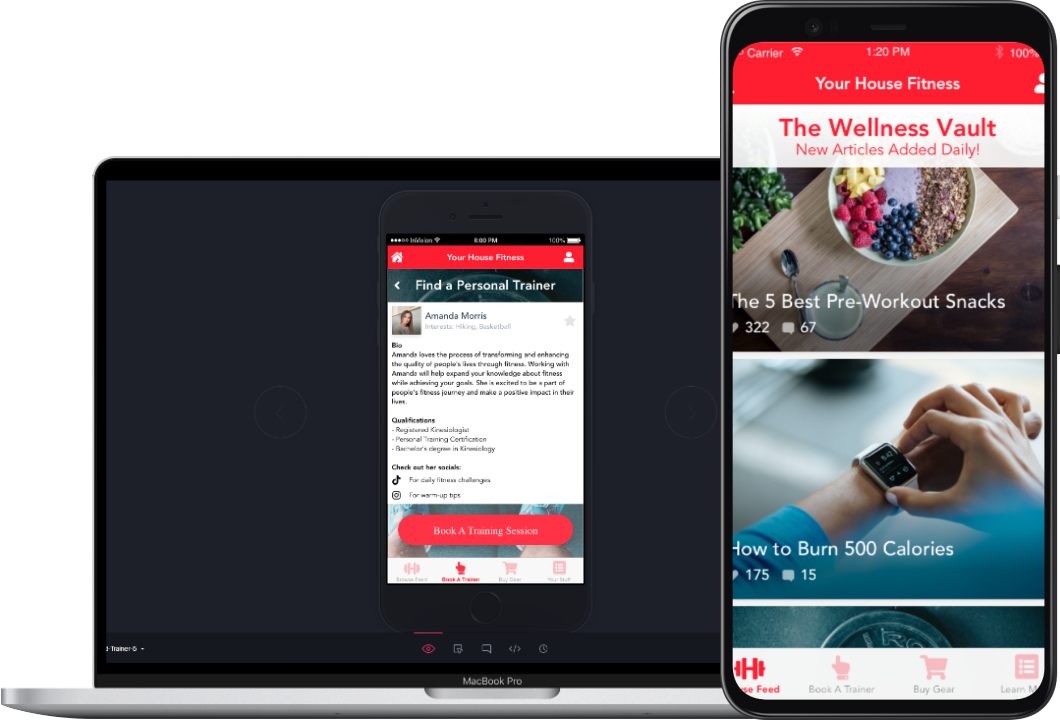 Carrier 1:20 PM 100%
Your House Fitness
The Wellness Vault
New Articles Added Daily!
The 5 Best Pre-Workout Snacks
322 67
How to Burn 500 Calories
175 15
se Feed Book A Trainer Buy Gear Learn M
InVision 8:00 PM 100%
Your House Fitness
Find a Personal Trainer
Amanda Morris
Interests: Hiking, Basketball
Bio
Amanda loves the process of transforming and enhancing
the quality of people's lives through fitness. Working with
Amanda will help expand your knowledge about fitness
while achieving your goals. She is excited to be a part of
people's fitness journey and make a positive impact in their
lives.
Qualifications
- Registered Kinesiologist
- Personal Training Certification
- Bachelor's degree in Kinesiology
Check out her socials:
For daily fitness challenges
For warm-up tips
Book A Training Session
Browse Feed Book A Trainer Buy Gear Your Stuff
-Trainer-5
MacBook Pro